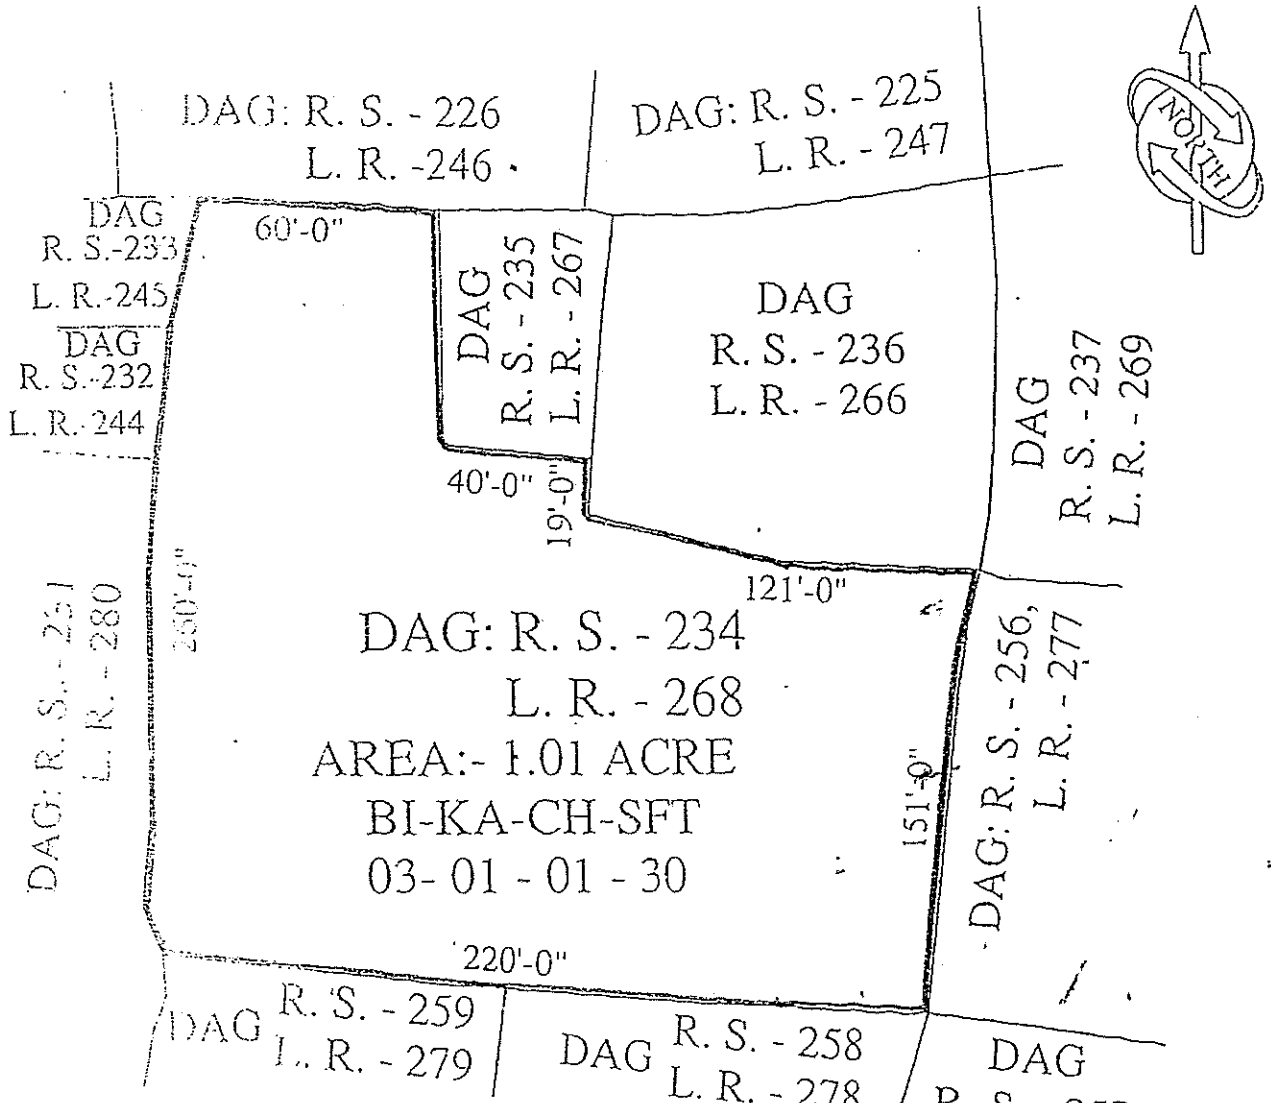 DAG: R. S. - 226
L. R. -246
DAG: R. S. - 225
L. R. - 247
NORTH
DAG
R. S.-233
L. R.-245
DAG
R. S.-232
L. R.-244
60'-0"
DAG
R. S. - 235
L. R. - 267
DAG
R. S. - 236
L. R. - 266
DAG
R. S. - 237
L. R. - 269
40'-0"
19'-0"
121'-0"
DAG: R. S. - 231
L. R. - 280
DAG: R. S. - 234
L. R. - 268
AREA:- 1.01 ACRE
BI-KA-CH-SFT
03- 01 - 01 - 30
151'-0"
DAG: R. S. - 256,
L. R. - 277
220'-0"
DAG
R. S. - 259
L. R. - 279
DAG
R. S. - 258
L. R. - 278
DAG
R. S.